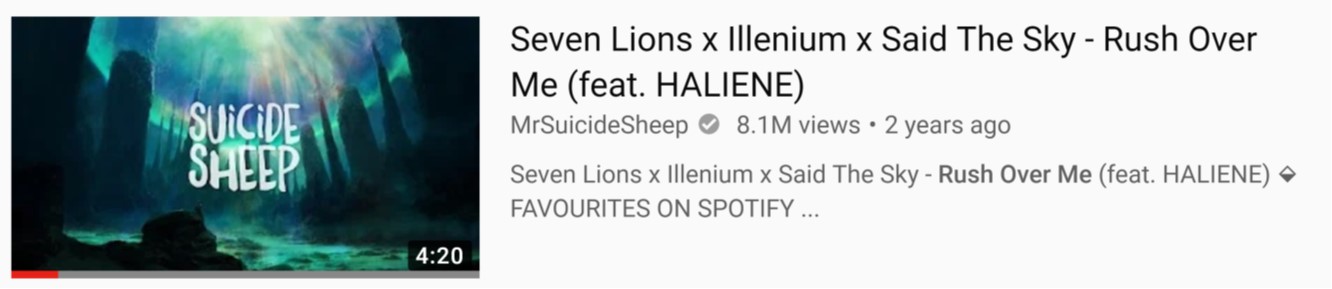 SUiCiDE
SHEEP
4:20
Seven Lions x Illenium x Said The Sky - Rush Over
Me (feat. HALIENE)
MrSuicideSheep 8.1M views • 2 years ago
Seven Lions x Illenium x Said The Sky - Rush Over Me (feat. HALIENE) ⬙
FAVOURITES ON SPOTIFY ...